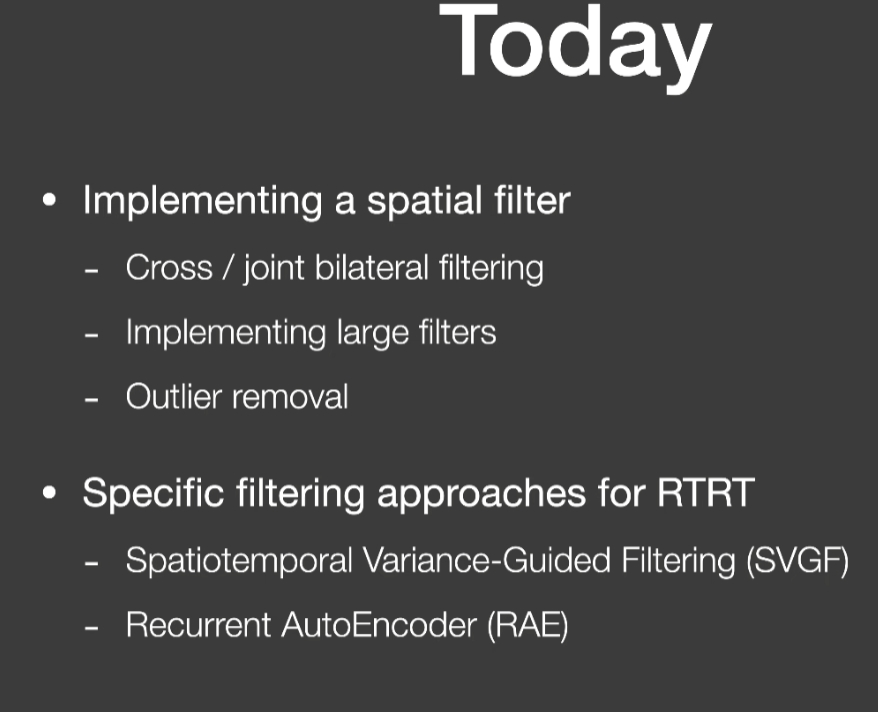 Today
• Implementing a spatial filter
- Cross / joint bilateral filtering
- Implementing large filters
- Outlier removal
• Specific filtering approaches for RTRT
- Spatiotemporal Variance-Guided Filtering (SVGF)
- Recurrent AutoEncoder (RAE)